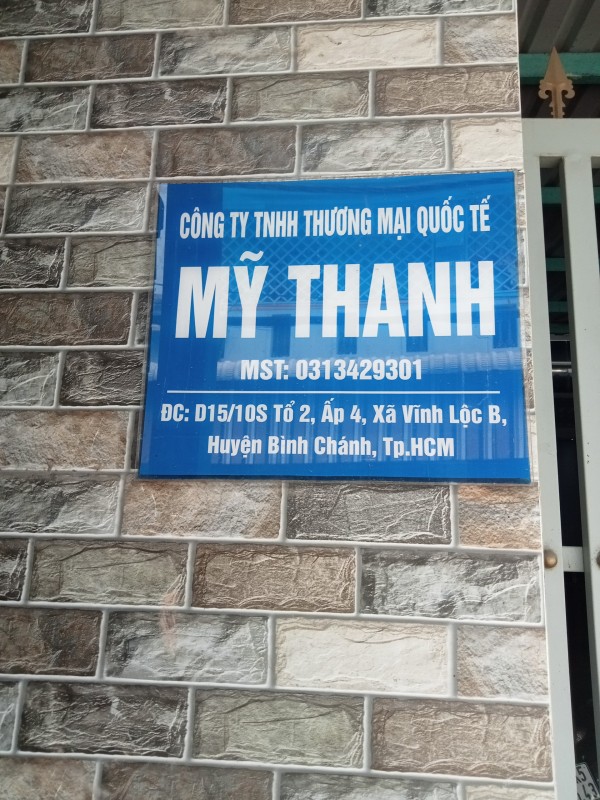 CÔNG TY TNHH THƯƠNG MẠI QUỐC TẾ
MỸ THANH
MST: 0313429301
ĐC: D15/10S Tổ 2, Ấp 4, Xã Vĩnh Lộc B,
Huyện Bình Chánh, Tp.HCM